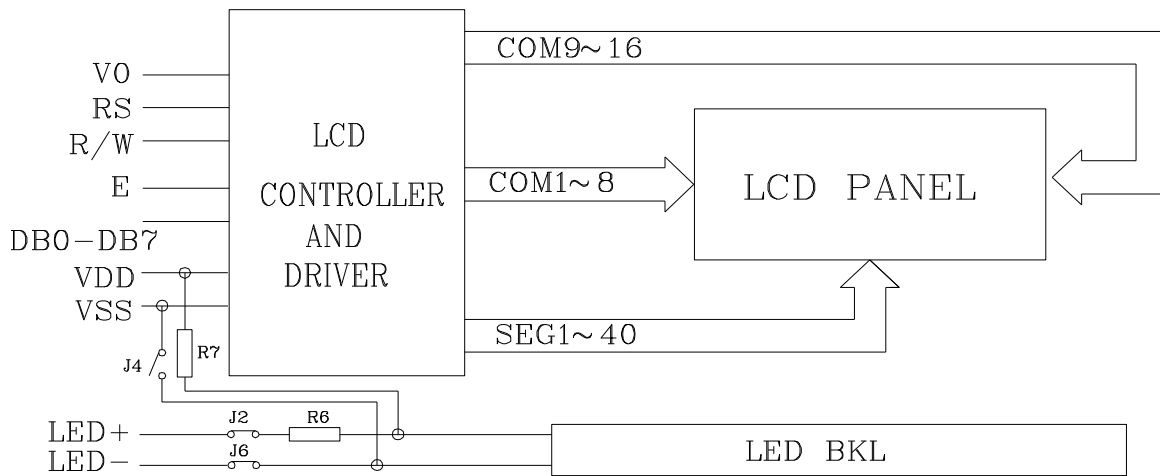 COM9~16
V0
RS
R/W
E
DB0-DB7
VDD
VSS
LCD
CONTROLLER
AND
DRIVER
COM1~8
LCD PANEL
SEG1~40
J4
R7
LED+
J2
R6
LED-
J6
LED BKL